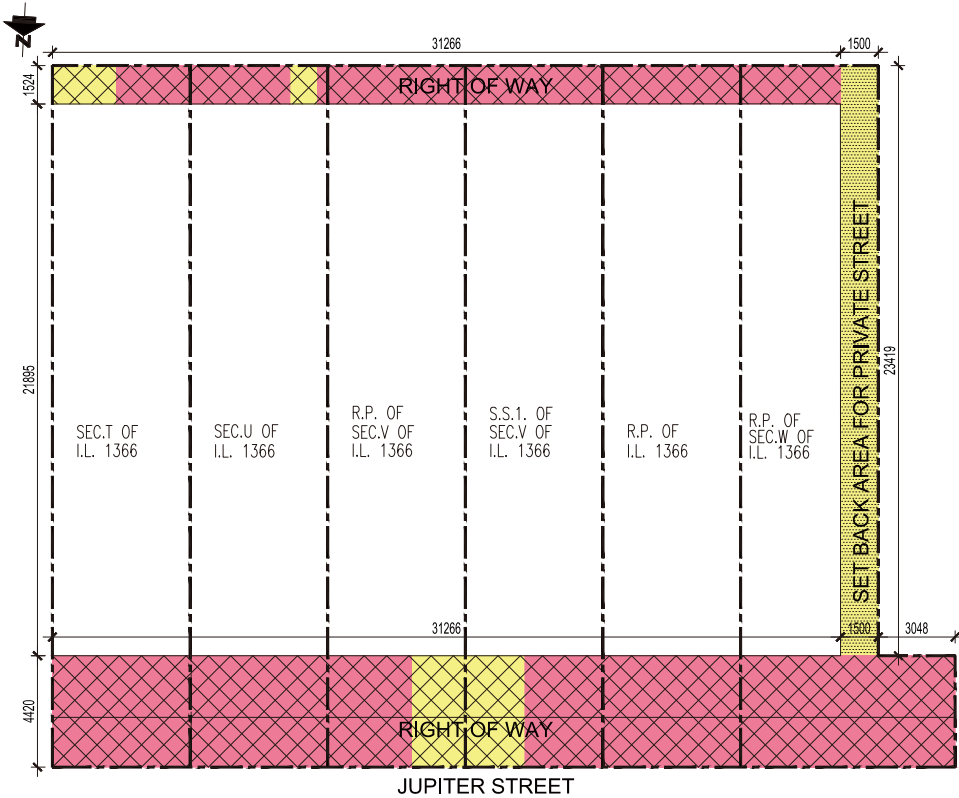 N
31266
1500
1524
RIGHT OF WAY
SET BACK AREA FOR PRIVATE STREET
21895
23419
SEC.T OF
I.L. 1366
SEC.U OF
I.L. 1366
R.P. OF
SEC.V OF
I.L. 1366
S.S.1. OF
SEC.V OF
I.L. 1366
R.P. OF
I.L. 1366
R.P. OF
SEC.W OF
I.L. 1366
31266
1500
3048
4420
RIGHT OF WAY
JUPITER STREET